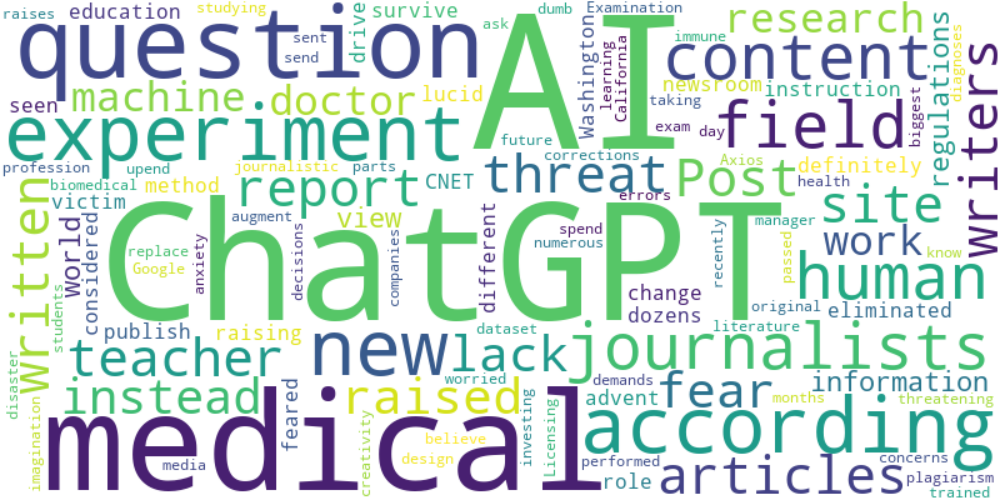 raises
education
studying
sent
send
drive
survive
ask
dumb
Examination
immune
research
question
AI
content
seen
machine
doctor
lucid
CNET
Washington
learning
California
newsroom
instruction
taking
regulations
diagnoses
biggest
writers
experiment
future
exam
day
field
profession
upend
journalistic
parts
corrections
threat
Axios
definitely
biomedical
method
report
errors
Post
health
victim
written
augment
view
different
spend
numerous
site
world
considered
replace
Google
anxiety
ChatGPT
decisions
companies
recently
manager
passed
work
know
human
students
change
dozens
original
eliminated
publish
raising
dataset
literature
teacher
new
lack
journalists
disaster
instead
feared
raised
worried
demands
fear
information
imagination
advent
months
threatening
creativity
believe
design
investing
Licensing
according
medical
media
performed
role
articles
concerns
plagiarism
trained